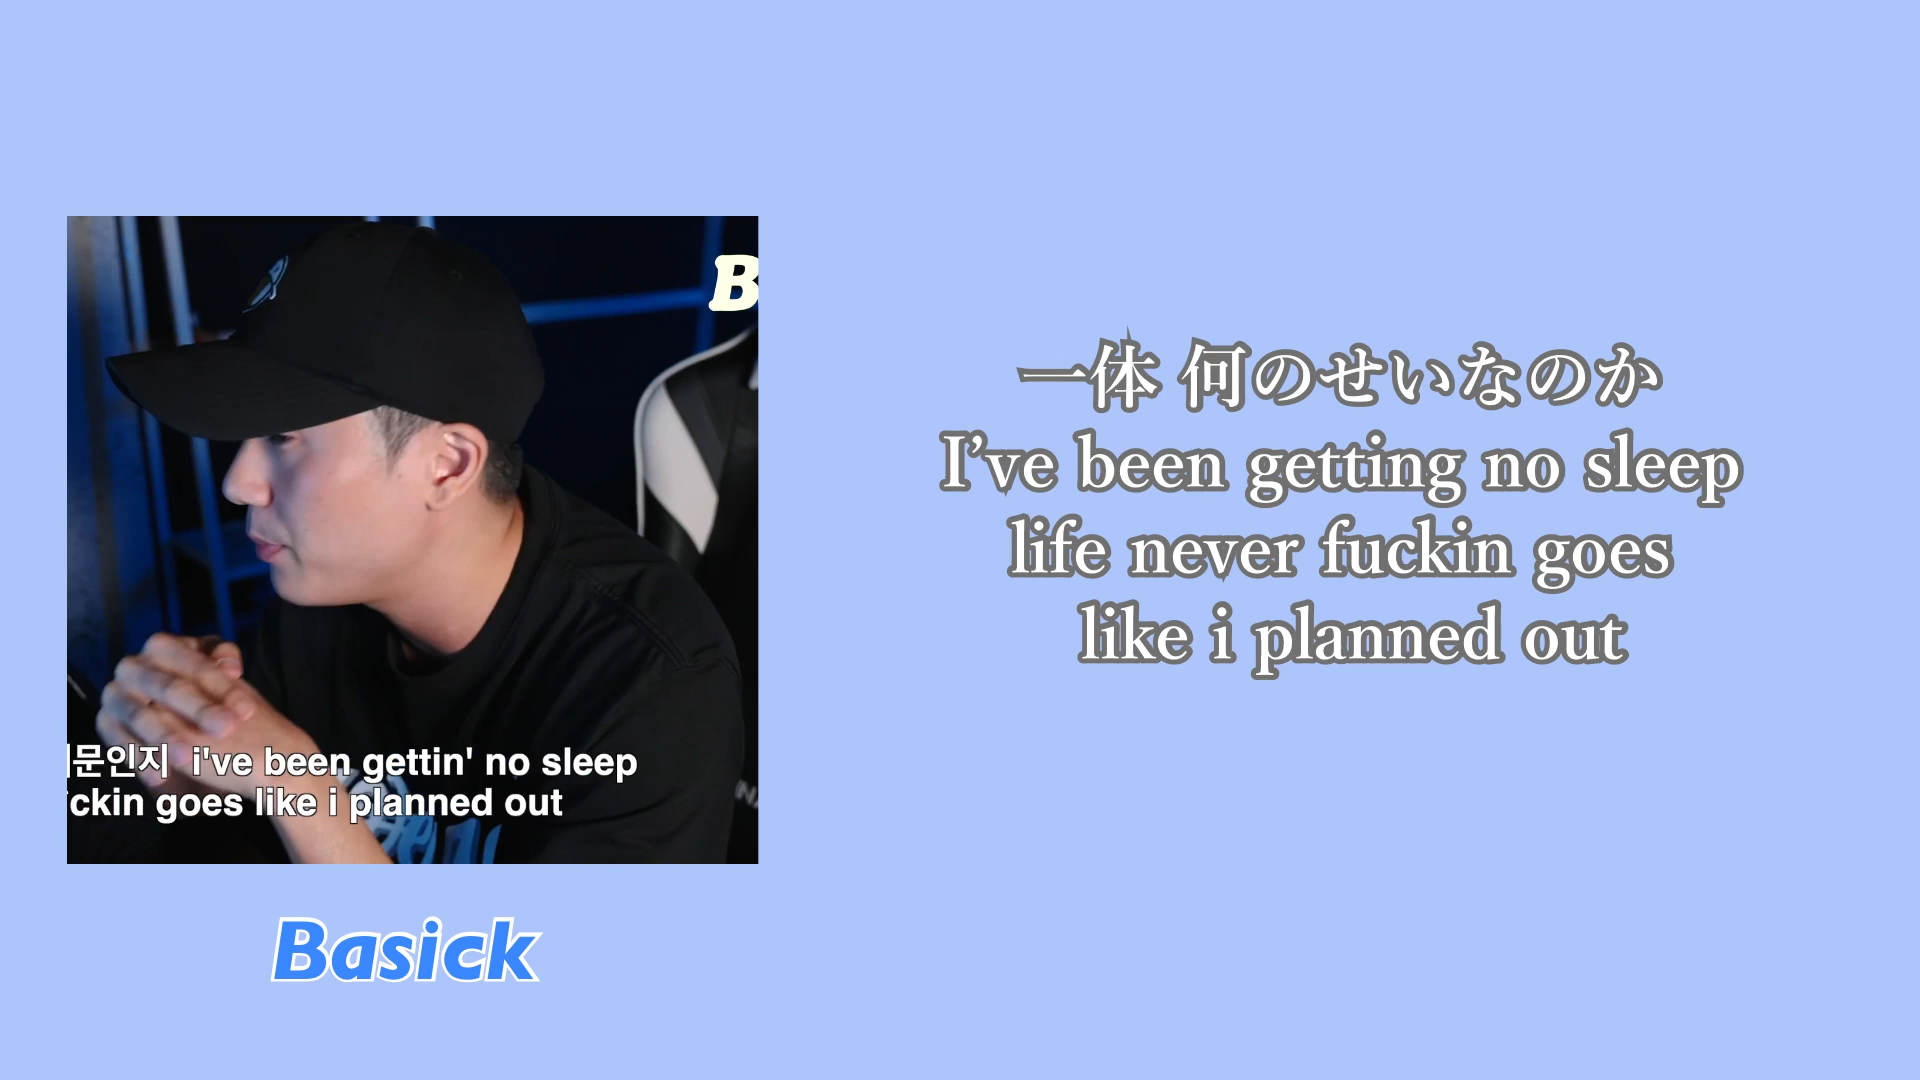 B
문인지 i've been gettin' no sleep
ckin goes like i planned out
Basick
一体 何のせいなのか
I've been getting no sleep
life never fuckin goes
like i planned out